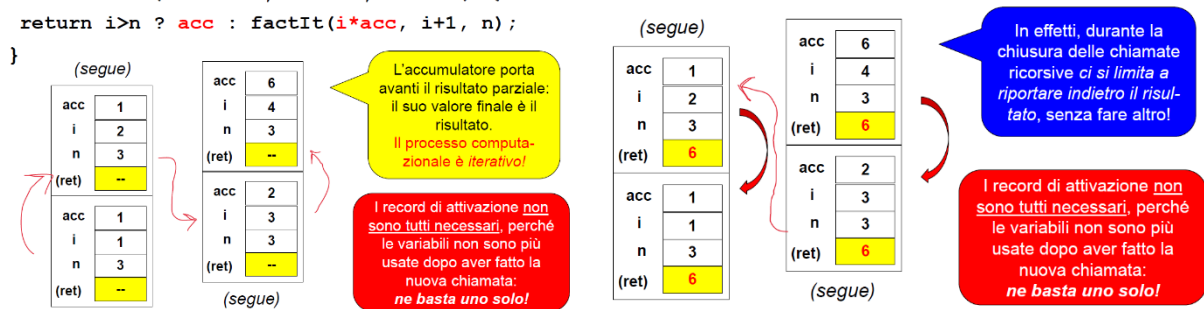 return i>n ? acc : factIt(i*acc, i+1, n);
}
(segue)
acc 1
i 2
n 3
(ret) --
acc 1
i 1
n 3
(ret) --
acc 6
i 4
n 3
(ret) --
acc 2
i 3
n 3
(ret) --
(segue)
L'accumulatore porta
avanti il risultato parziale:
il suo valore finale è il
risultato.
Il processo computa-
zionale è iterativo!
I record di attivazione non
sono tutti necessari, perché
le variabili non sono più
usate dopo aver fatto la
nuova chiamata:
ne basta uno solo!
(segue)
acc 1
i 2
n 3
(ret) 6
acc 1
i 1
n 3
(ret) 6
acc 6
i 4
n 3
(ret) 6
acc 2
i 3
n 3
(ret) 6
(segue)
In effetti, durante la
chiusura delle chiamate
ricorsive ci si limita a
riportare indietro il risul-
tato, senza fare altro!
I record di attivazione non
sono tutti necessari, perché
le variabili non sono più
usate dopo aver fatto la
nuova chiamata:
ne basta uno solo!